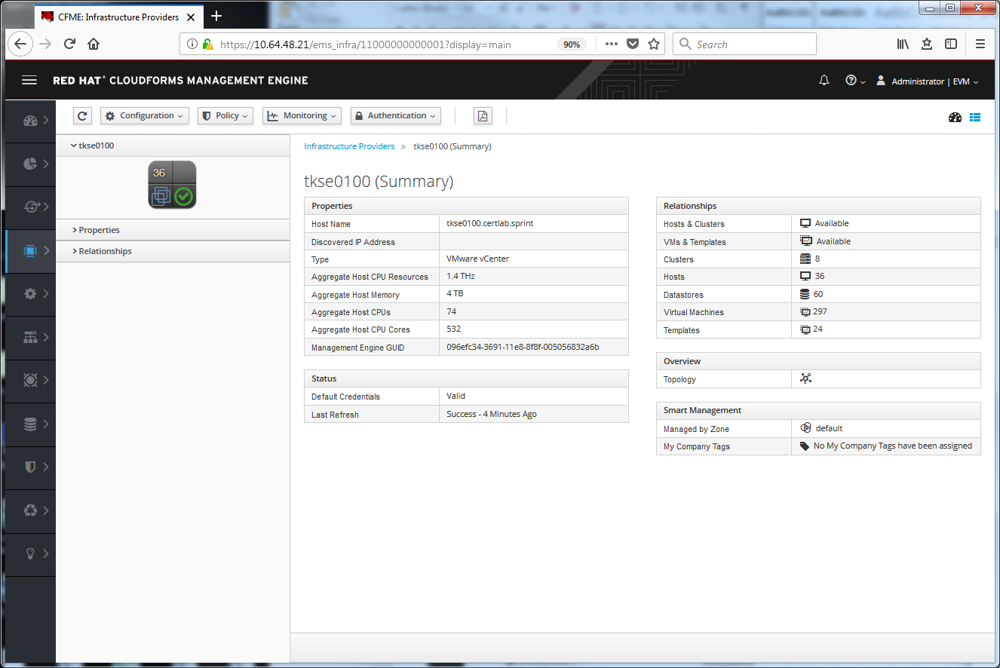 CFME: Infrastructure Providers
https://10.64.48.21/ems_infra/11000000000001?display=main
90%
Search
RED HAT® CLOUDFORMS MANAGEMENT ENGINE
Administrator | EVM
Configuration
Policy
Monitoring
Authentication
tkse0100
36
Properties
Relationships
Infrastructure Providers » tkse0100 (Summary)
tkse0100 (Summary)
Properties
Host Name tkse0100.certlab.sprint
Discovered IP Address
Type VMware vCenter
Aggregate Host CPU Resources 1.4 THz
Aggregate Host Memory 4 TB
Aggregate Host CPUs 74
Aggregate Host CPU Cores 532
Management Engine GUID 096efc34-3691-11e8-8f8f-005056832a6b
Status
Default Credentials Valid
Last Refresh Success - 4 Minutes Ago
Relationships
Hosts & Clusters Available
VMs & Templates Available
Clusters 8
Hosts 36
Datastores 60
Virtual Machines 297
Templates 24
Overview
Topology
Smart Management
Managed by Zone default
My Company Tags No My Company Tags have been assigned